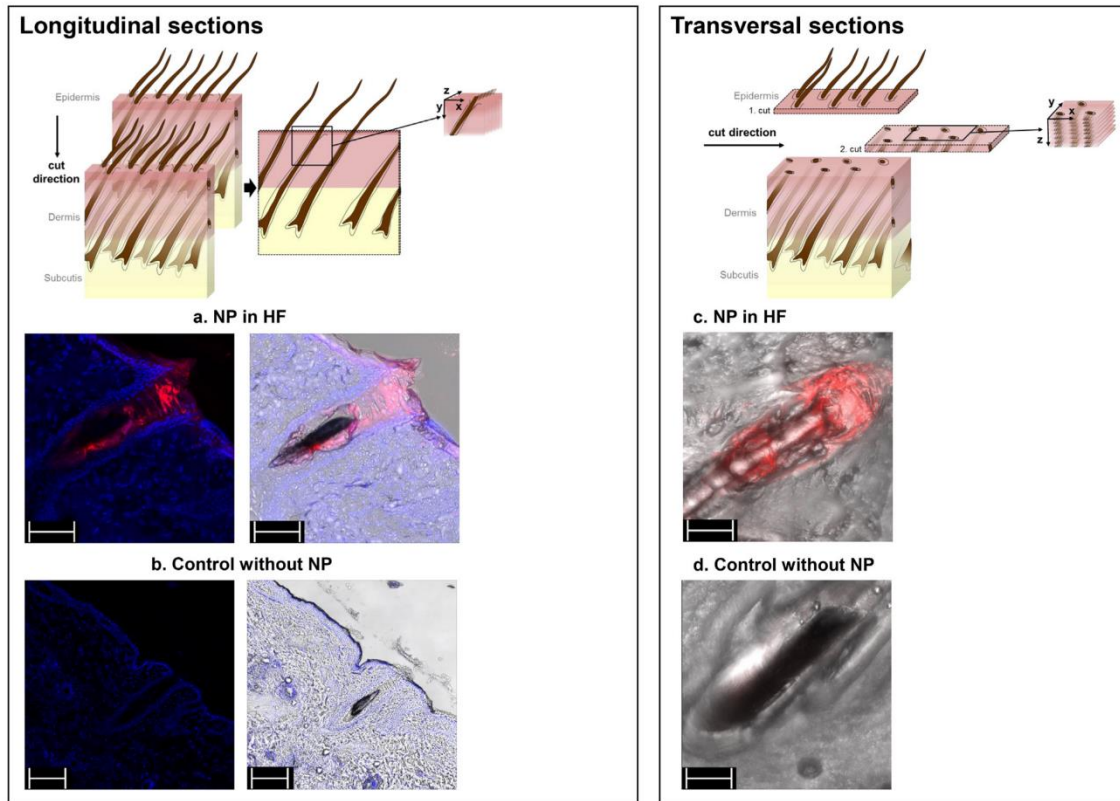 Longitudinal sections
Epidermis
cut
direction
Dermis
Subcutis
z
x
y
a. NP in HF
b. Control without NP
Transversal sections
Epidermis
1. cut
cut direction
2. cut
y
x
z
Dermis
Subcutis
c. NP in HF
d. Control without NP